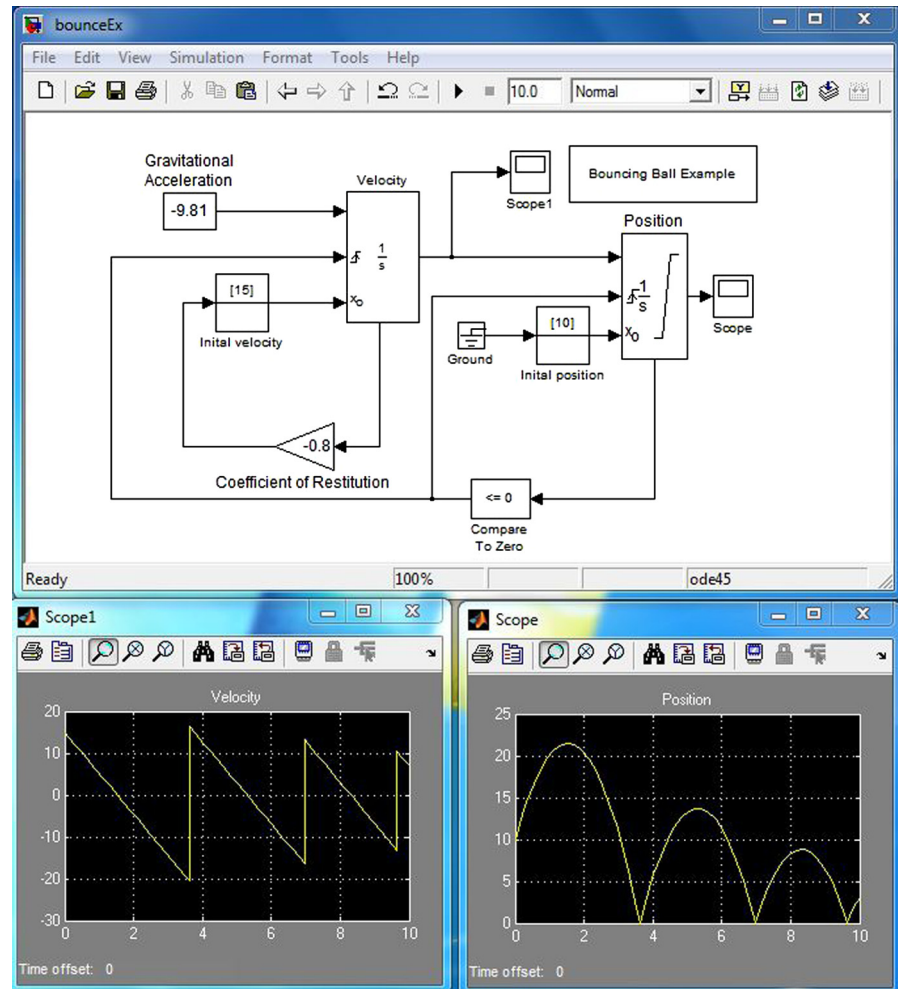 bounceEx
File Edit View Simulation Format Tools Help
10.0 Normal
Gravitational
Acceleration
-9.81
Velocity
1
s
xo
[15]
Inital velocity
-0.8
Coefficient of Restitution
Scope1
Bouncing Ball Example
Position
1
s
xo
Scope
Ground
[10]
Inital position
<= 0
Compare
To Zero
Ready 100% ode45
Scope1
Velocity
20
10
0
-10
-20
-30
0 2 4 6 8 10
Time offset: 0
Scope
Position
25
20
15
10
5
0
0 2 4 6 8 10
Time offset: 0